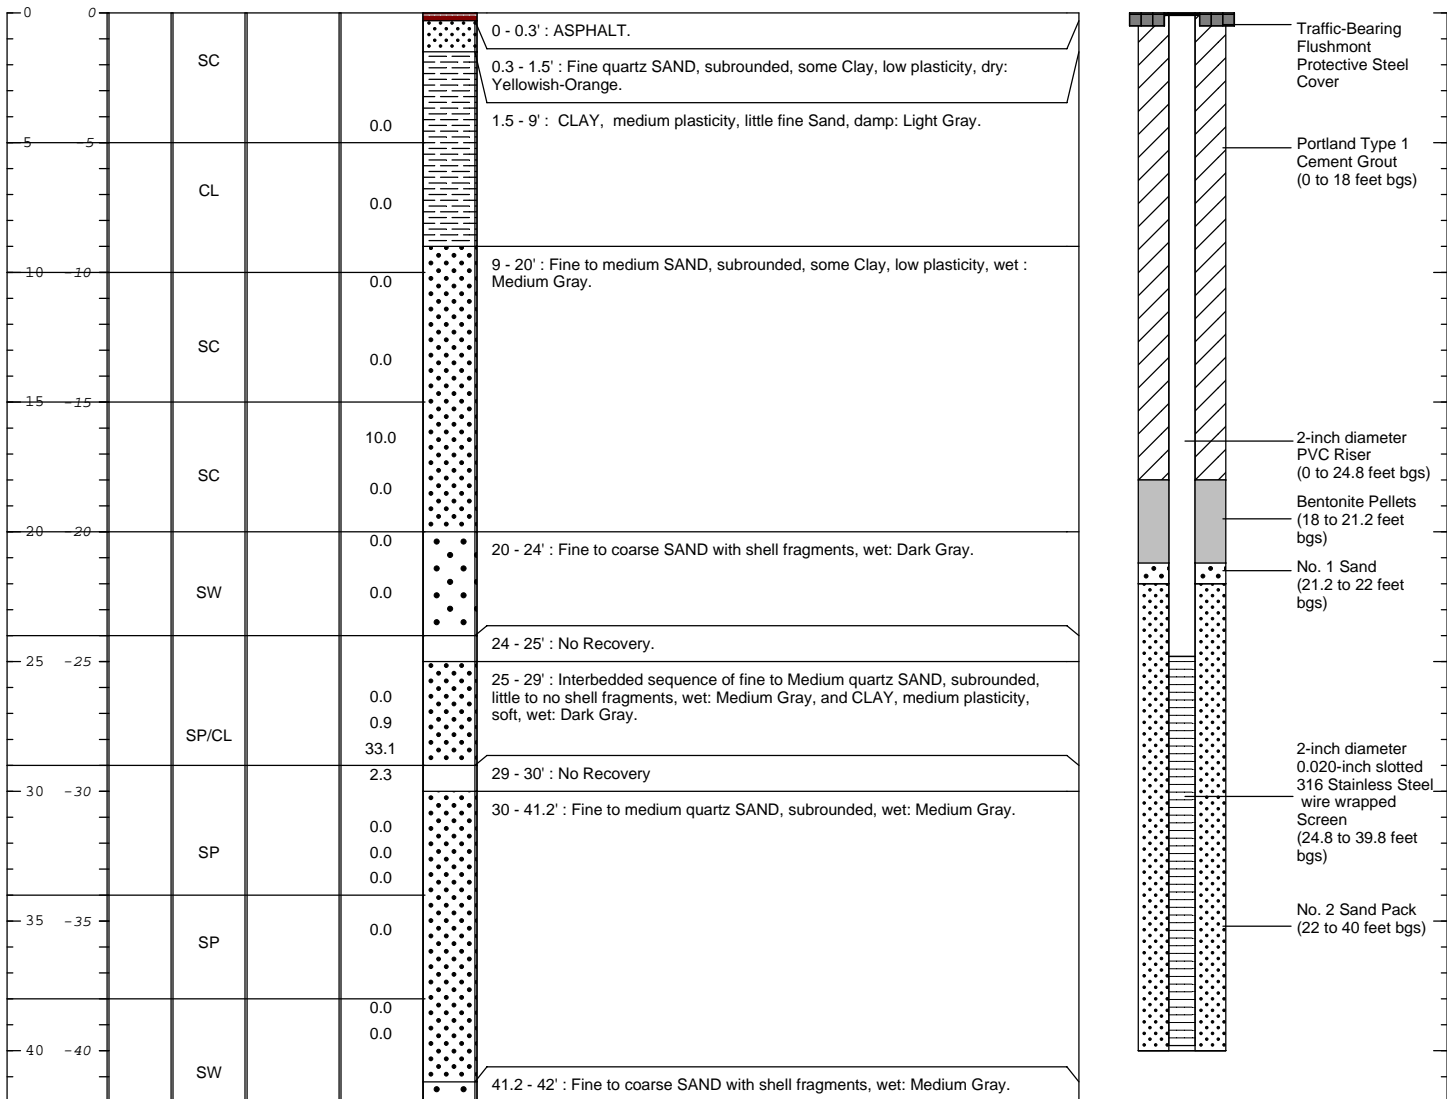 0 0
SC
0.0
5 -5
CL
0.0
10 -10
0.0
SC
0.0
15 -15
10.0
SC
0.0
20 -20
0.0
SW
0.0
25 -25
0.0
0.9
SP/CL
33.1
2.3
30 -30
0.0
SP
0.0
0.0
35 -35
0.0
SP
0.0
0.0
40 -40
SW
0 - 0.3' : ASPHALT.
0.3 - 1.5' : Fine quartz SAND, subrounded, some Clay, low plasticity, dry:
Yellowish-Orange.
1.5 - 9' : CLAY, medium plasticity, little fine Sand, damp: Light Gray.
9 - 20' : Fine to medium SAND, subrounded, some Clay, low plasticity, wet :
Medium Gray.
20 - 24' : Fine to coarse SAND with shell fragments, wet: Dark Gray.
24 - 25' : No Recovery.
25 - 29' : Interbedded sequence of fine to Medium quartz SAND, subrounded,
little to no shell fragments, wet: Medium Gray, and CLAY, medium plasticity,
soft, wet: Dark Gray.
29 - 30' : No Recovery
30 - 41.2' : Fine to medium quartz SAND, subrounded, wet: Medium Gray.
41.2 - 42' : Fine to coarse SAND with shell fragments, wet: Medium Gray.
Traffic-Bearing
Flushmont
Protective Steel
Cover
Portland Type 1
Cement Grout
(0 to 18 feet bgs)
2-inch diameter
PVC Riser
(0 to 24.8 feet bgs)
Bentonite Pellets
(18 to 21.2 feet
bgs)
No. 1 Sand
(21.2 to 22 feet
bgs)
2-inch diameter
0.020-inch slotted
316 Stainless Steel
wire wrapped
Screen
(24.8 to 39.8 feet
bgs)
No. 2 Sand Pack
(22 to 40 feet bgs)